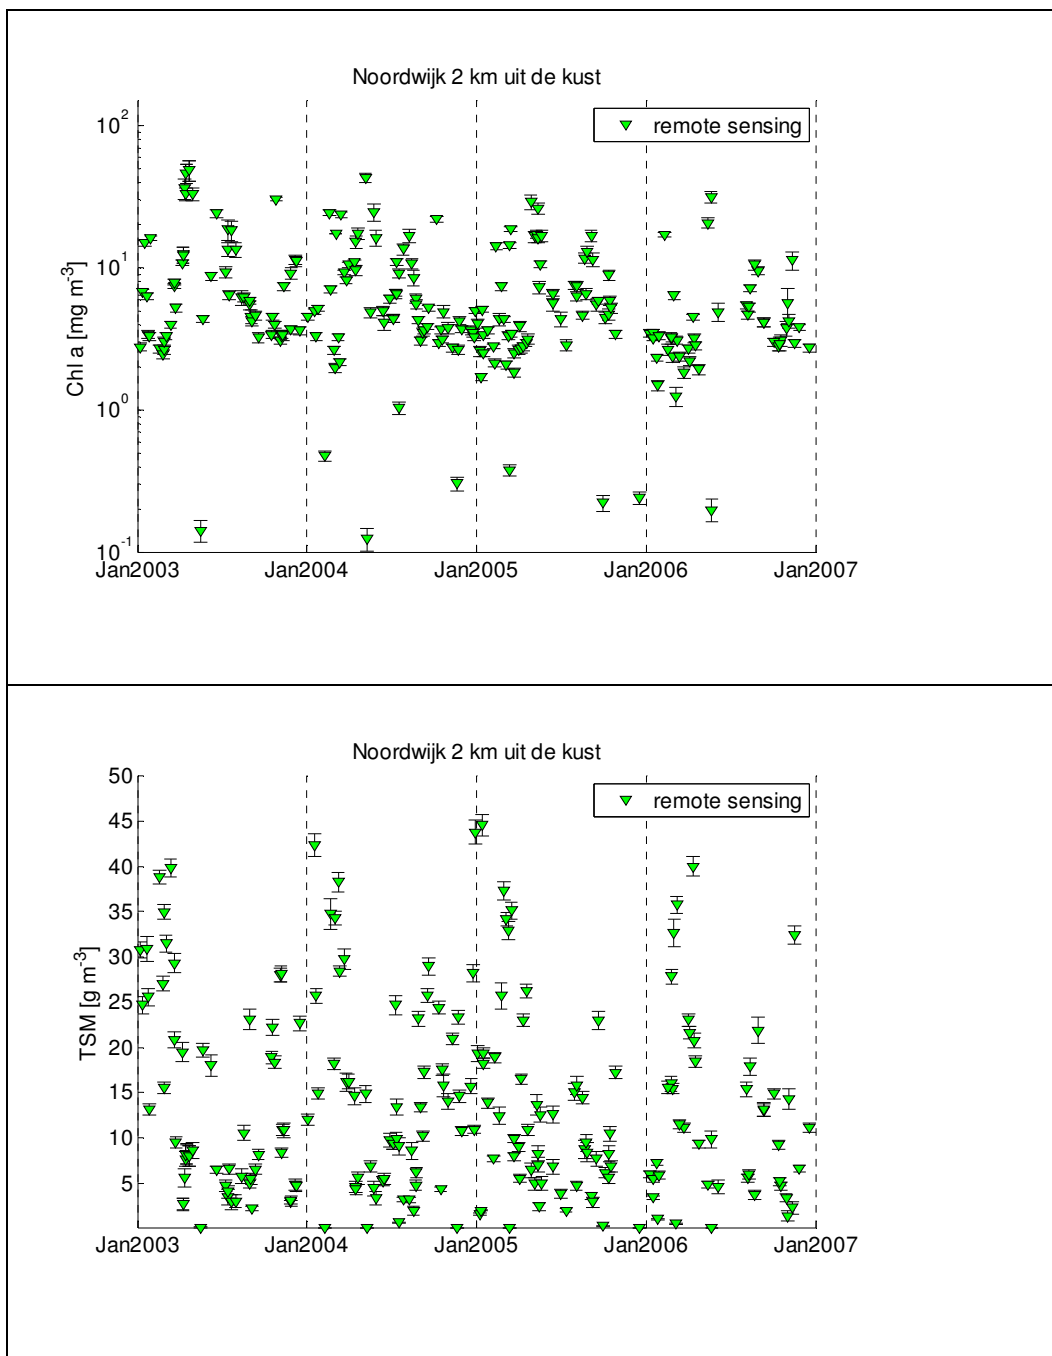 Noordwijk 2 km uit de kust
remote sensing
Chl a [mg m⁻³]
10²
10¹
10⁰
10⁻¹
Jan2003 Jan2004 Jan2005 Jan2006 Jan2007
Noordwijk 2 km uit de kust
remote sensing
TSM [g m⁻³]
50
45
40
35
30
25
20
15
10
5
Jan2003 Jan2004 Jan2005 Jan2006 Jan2007